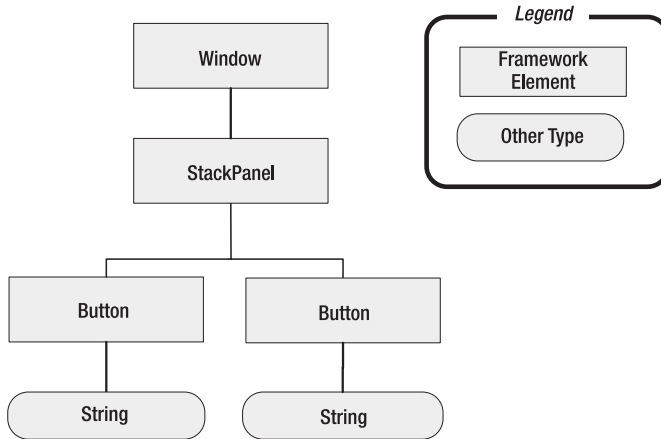 Legend
Window
Framework
Element
Other Type
StackPanel
Button
Button
String
String